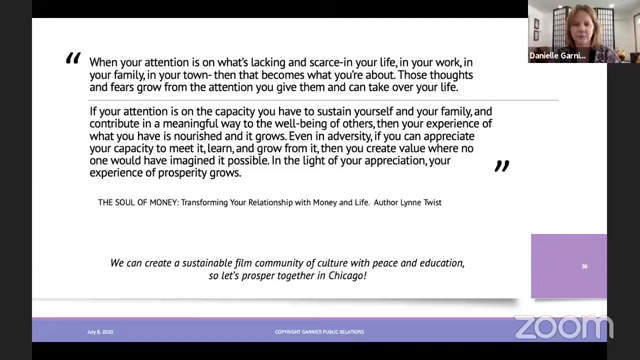 Danielle Garni...
“
When your attention is on what's lacking and scarce-in your life, in your work, in
your family, in your town- then that becomes what you're about. Those thoughts
and fears grow from the attention you give them and can take over your life.
If your attention is on the capacity you have to sustain yourself and your family, and
contribute in a meaningful way to the well-being of others, then your experience of
what you have is nourished and it grows. Even in adversity, if you can appreciate
your capacity to meet it, learn, and grow from it, then you create value where no
one would have imagined it possible. In the light of your appreciation, your
experience of prosperity grows.
”
THE SOUL OF MONEY: Transforming Your Relationship with Money and Life. Author Lynne Twist
We can create a sustainable film community of culture with peace and education,
so let's prosper together in Chicago!
36
July 8, 2020
COPYRIGHT GARNIER PUBLIC RELATIONS
zoom